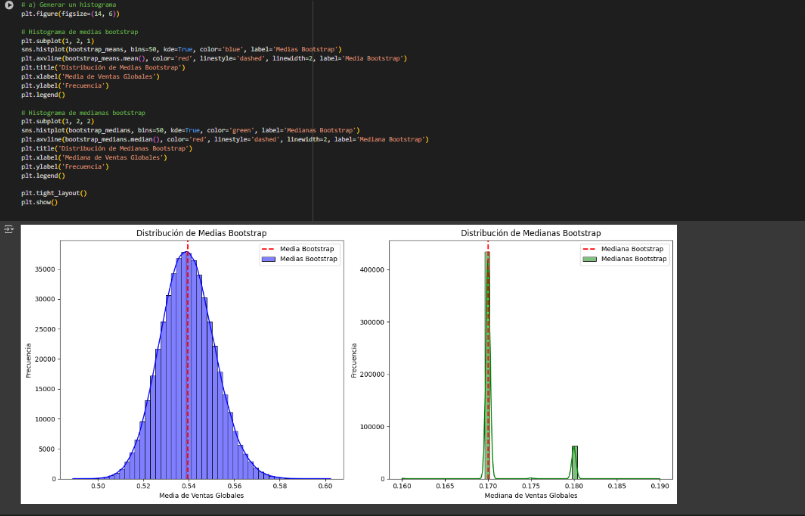 # a) Generar un histograma
plt.figure(figsize=(14, 6))
# Histograma de medias bootstrap
plt.subplot(1, 2, 1)
sms.histplot(bootstrap_means, bins=50, kde=True, color='blue', label='Medias Bootstrap')
plt.axvline(bootstrap_means.mean(), color='red', linestyle='dashed', linewidth=2, label='Media Bootstrap')
plt.title('Distribución de Medias Bootstrap')
plt.xlabel('Media de Ventas Globales')
plt.ylabel('Frecuencia')
plt.legend()
# Histograma de medianas bootstrap
plt.subplot(1, 2, 2)
sms.histplot(bootstrap_medians, bins=50, kde=True, color='green', label='Medianas Bootstrap')
plt.axvline(bootstrap_medians.median(), color='red', linestyle='dashed', linewidth=2, label='Mediana Bootstrap')
plt.title('Distribución de Medianas Bootstrap')
plt.xlabel('Mediana de Ventas Globales')
plt.ylabel('Frecuencia')
plt.legend()
plt.tight_layout()
plt.show()
Distribución de Medias Bootstrap
Media Bootstrap
Medias Bootstrap
35000
30000
25000
20000
15000
10000
5000
0
Frecuencia
0.50 0.52 0.54 0.56 0.58 0.60
Media de Ventas Globales
Distribución de Medianas Bootstrap
Mediana Bootstrap
Medianas Bootstrap
400000
300000
200000
100000
0
Frecuencia
0.160 0.165 0.170 0.175 0.180 0.185 0.190
Mediana de Ventas Globales